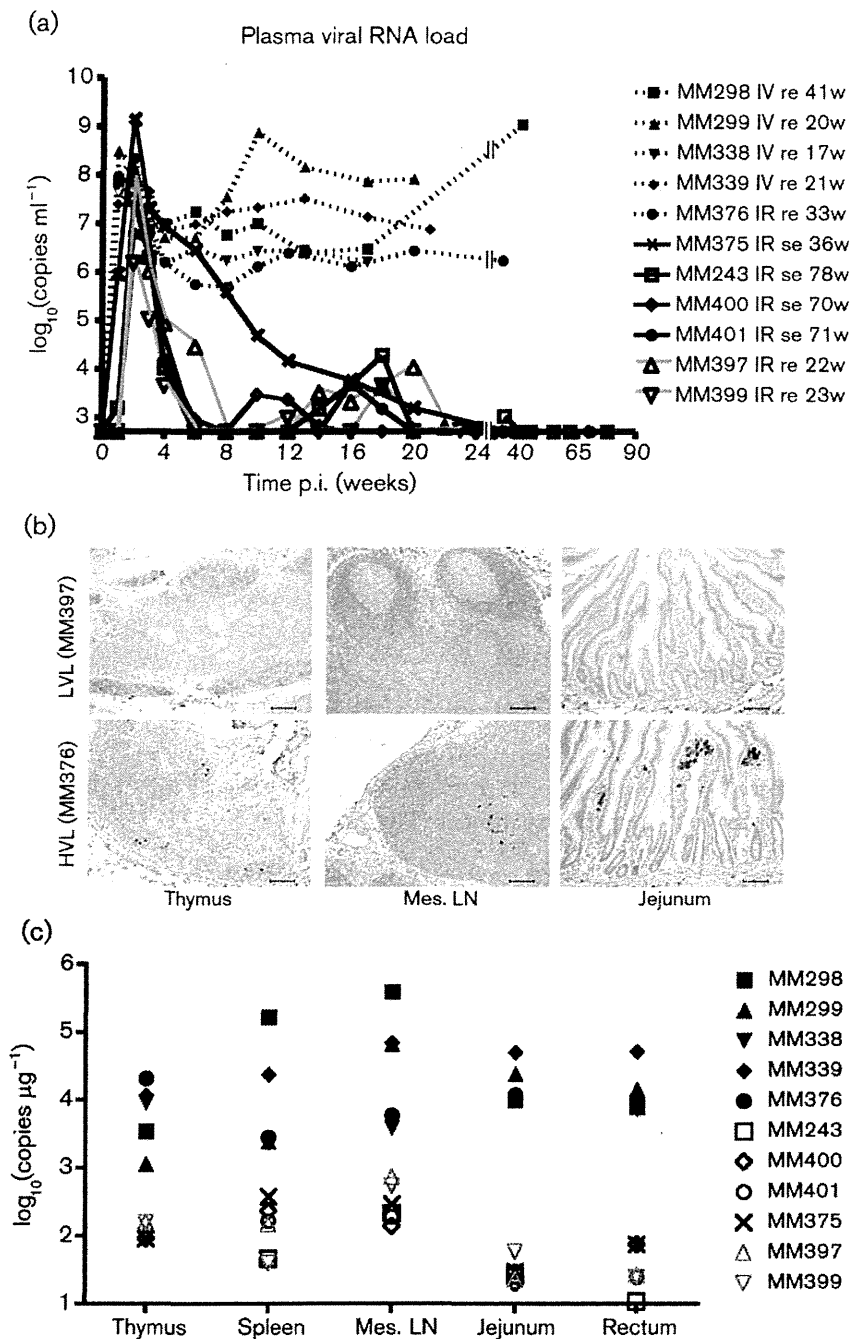 (a)
Plasma viral RNA load
log₁₀(copies ml⁻¹)
10
9
8
7
6
5
4
3
0 4 8 12 16 20 24 40 65 90
Time p.i. (weeks)
MM298 IV re 41w
MM299 IV re 20w
MM338 IV re 17w
MM339 IV re 21w
MM376 IR re 33w
MM375 IR se 36w
MM243 IR se 78w
MM400 IR se 70w
MM401 IR se 71w
MM397 IR re 22w
MM399 IR re 23w
(b)
LVL (MM397)
HVL (MM376)
Thymus Mes. LN Jejunum
(c)
log₁₀(copies µg⁻¹)
6
5
4
3
2
1
Thymus Spleen Mes. LN Jejunum Rectum
MM298
MM299
MM338
MM339
MM376
MM243
MM400
MM401
MM375
MM397
MM399